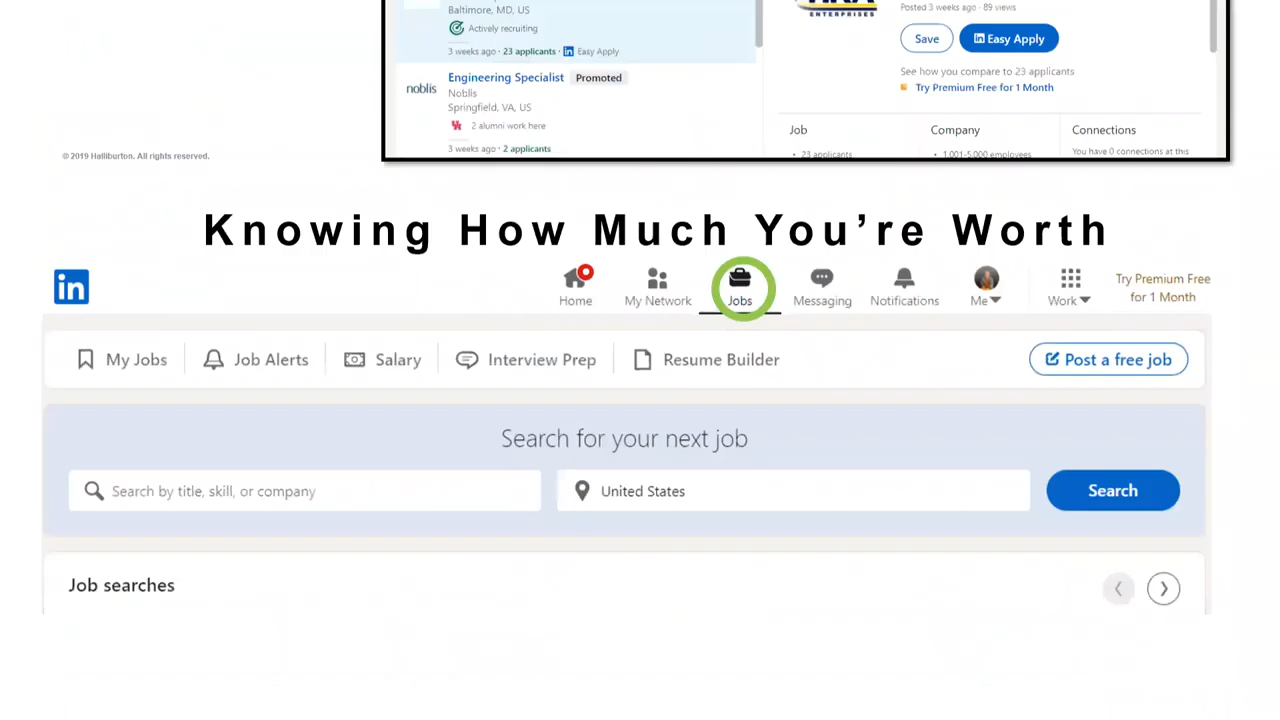 Baltimore, MD, US
Actively recruiting
3 weeks ago · 23 applicants · in Easy Apply
Engineering Specialist Promoted
noblis
Noblis
Springfield, VA, US
2 alumni work here
3 weeks ago · 2 applicants
ENTERPRISES
Posted 3 weeks ago · 89 views
Save
in Easy Apply
See how you compare to 23 applicants
Try Premium Free for 1 Month
Job
Company
Connections
· 23 applicants
· 1,001-5,000 employees
You have 0 connections at this
© 2019 Halliburton. All rights reserved.
Knowing How Much You’re Worth
in
Home
My Network
Jobs
Messaging
Notifications
Me
Work
Try Premium Free
for 1 Month
My Jobs
Job Alerts
Salary
Interview Prep
Resume Builder
Post a free job
Search for your next job
Search by title, skill, or company
United States
Search
Job searches